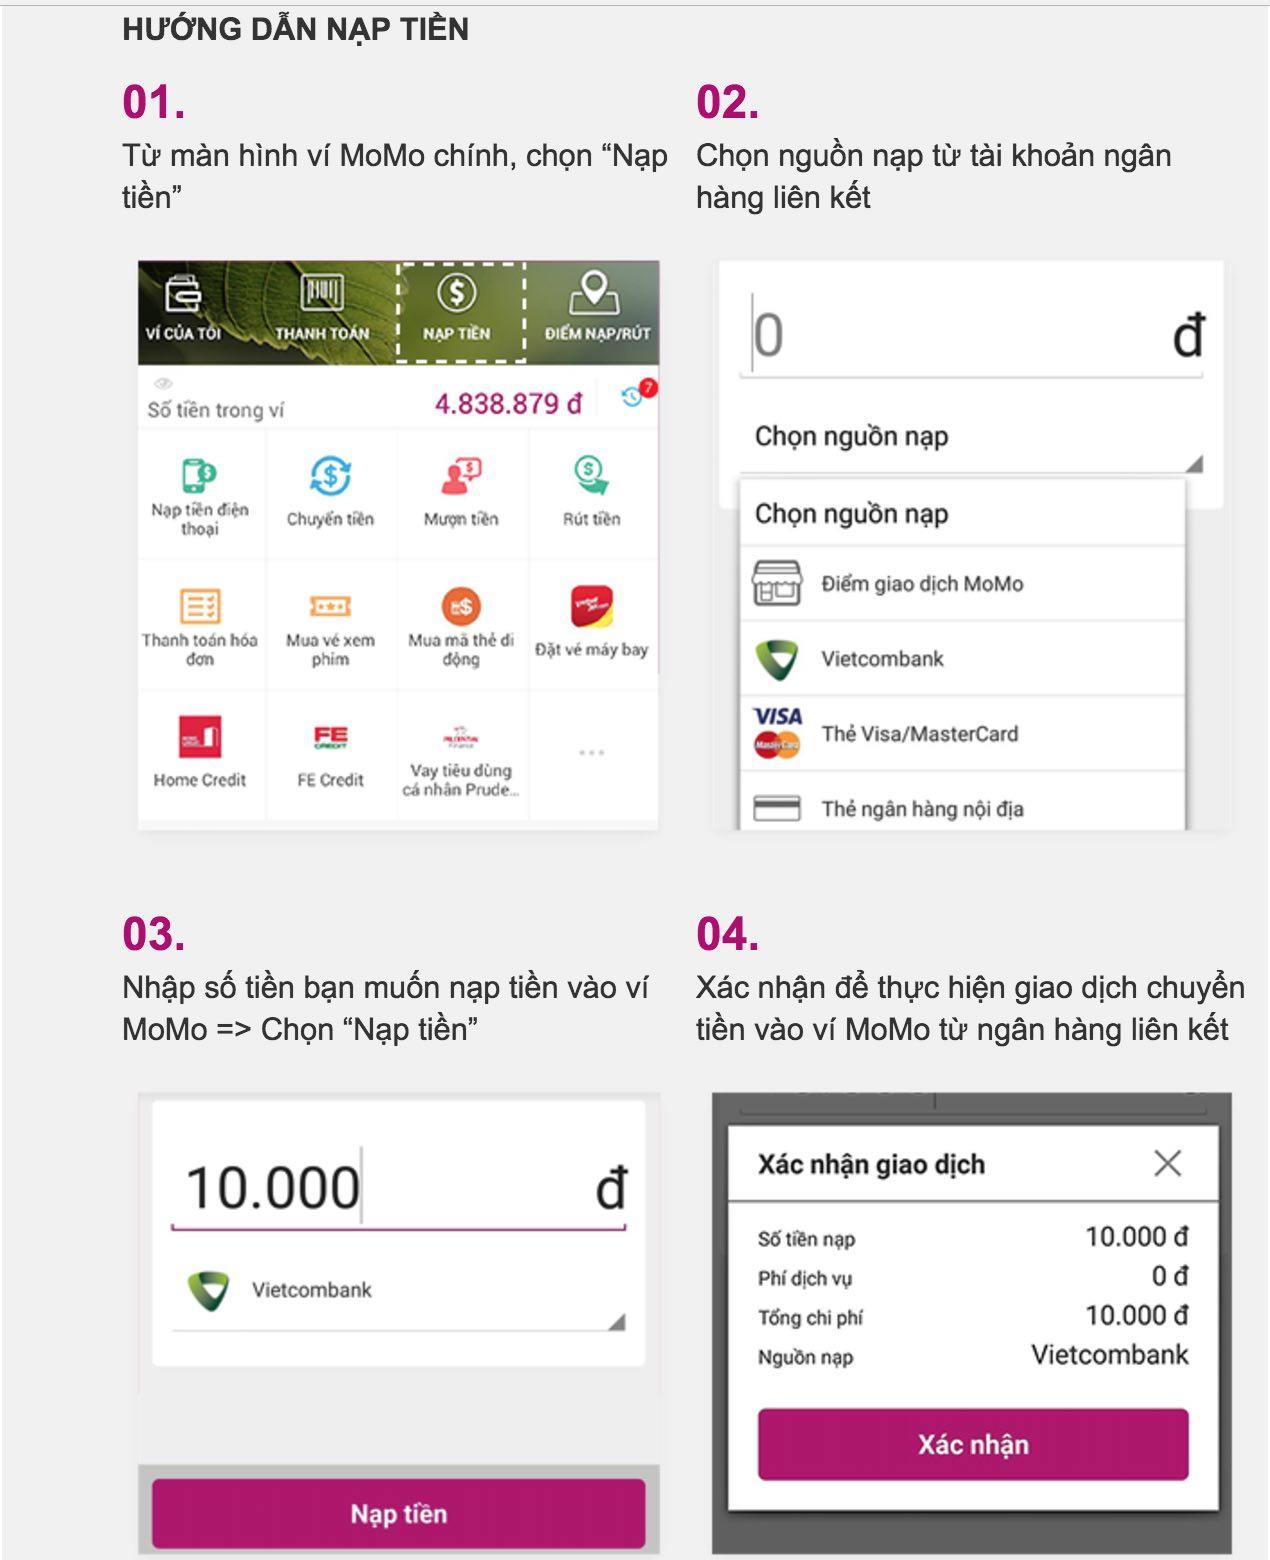 HƯỚNG DẪN NẠP TIỀN
01.
Từ màn hình ví MoMo chính, chọn “Nạp
tiền”
VÍ CỦA TÔI
THANH TOÁN
NẠP TIỀN
ĐIỂM NẠP/RÚT
Số tiền trong ví
4.838.879 đ
7
Nạp tiền điện
thoại
Chuyển tiền
Mượn tiền
Rút tiền
Thanh toán hóa
đơn
Mua vé xem
phim
Mua mã thẻ di
động
Đặt vé máy bay
Home Credit
FE
CREDIT
FE Credit
Vay tiêu dùng
cá nhân Prude...
02.
Chọn nguồn nạp từ tài khoản ngân
hàng liên kết
0 đ
Chọn nguồn nạp
Chọn nguồn nạp
Điểm giao dịch MoMo
Vietcombank
VISA
MasterCard
Thẻ Visa/MasterCard
Thẻ ngân hàng nội địa
03.
Nhập số tiền bạn muốn nạp tiền vào ví
MoMo => Chọn “Nạp tiền”
10.000 đ
Vietcombank
Nạp tiền
04.
Xác nhận để thực hiện giao dịch chuyển
tiền vào ví MoMo từ ngân hàng liên kết
Xác nhận giao dịch
Số tiền nạp 10.000 đ
Phí dịch vụ 0 đ
Tổng chi phí 10.000 đ
Nguồn nạp Vietcombank
Xác nhận